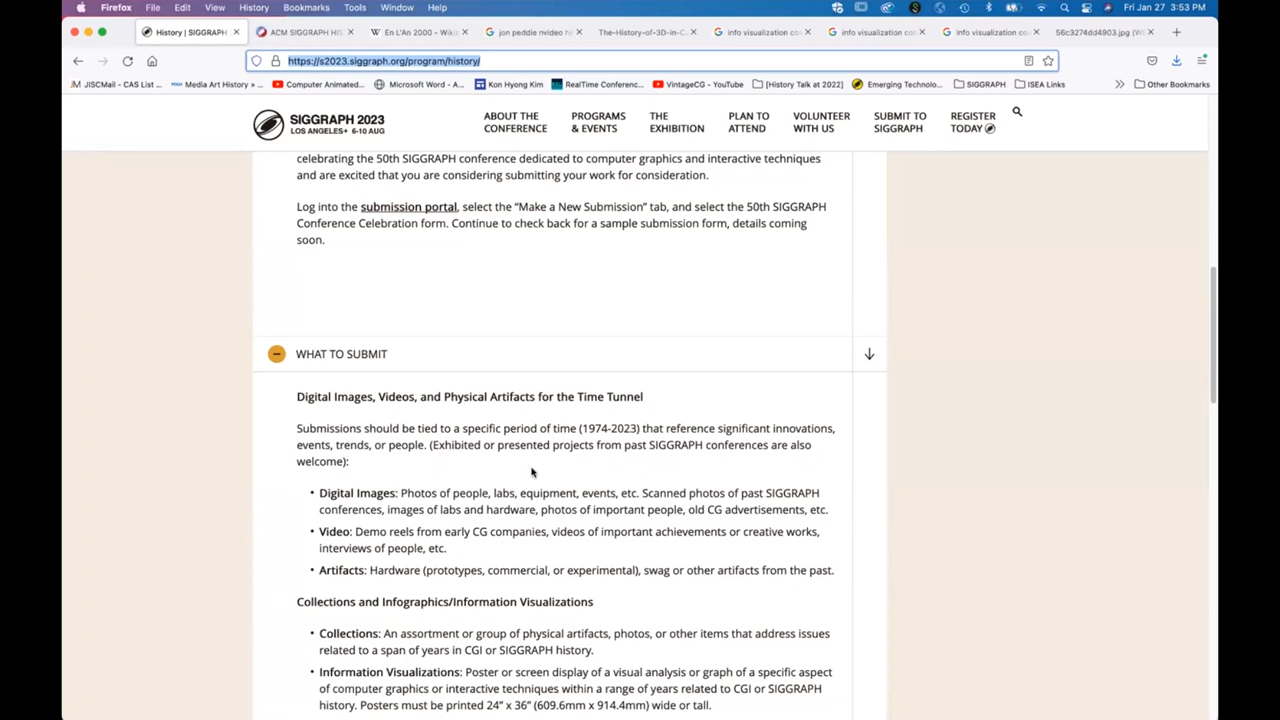 Firefox File Edit View History Bookmarks Tools Window Help Fri Jan 27 3:53 PM
History | SIGGRAPH ACM SIGGRAPH HIS En L'An 2000 - Wiki jon peddie nvideo hi The-History-of-3D-in-C info visualization con info visualization con info visualization con 56c3274dd4903.jpg (WE
https://s2023.siggraph.org/program/history/
JISCMail - CAS List ... Media Art History » ... Computer Animated... Microsoft Word - A... Kon Hyong Kim RealTime Conferenc... VintageCG - YouTube [History Talk at 2022] Emerging Technolo... SIGGRAPH ISEA Links Other Bookmarks
SIGGRAPH 2023
LOS ANGELES+ 6-10 AUG
ABOUT THE CONFERENCE
PROGRAMS & EVENTS
THE EXHIBITION
PLAN TO ATTEND
VOLUNTEER WITH US
SUBMIT TO SIGGRAPH
REGISTER TODAY
celebrating the 50th SIGGRAPH conference dedicated to computer graphics and interactive techniques
and are excited that you are considering submitting your work for consideration.
Log into the submission portal, select the “Make a New Submission” tab, and select the 50th SIGGRAPH
Conference Celebration form. Continue to check back for a sample submission form, details coming
soon.
WHAT TO SUBMIT
Digital Images, Videos, and Physical Artifacts for the Time Tunnel
Submissions should be tied to a specific period of time (1974-2023) that reference significant innovations,
events, trends, or people. (Exhibited or presented projects from past SIGGRAPH conferences are also
welcome):
• Digital Images: Photos of people, labs, equipment, events, etc. Scanned photos of past SIGGRAPH
conferences, images of labs and hardware, photos of important people, old CG advertisements, etc.
• Video: Demo reels from early CG companies, videos of important achievements or creative works,
interviews of people, etc.
• Artifacts: Hardware (prototypes, commercial, or experimental), swag or other artifacts from the past.
Collections and Infographics/Information Visualizations
• Collections: An assortment or group of physical artifacts, photos, or other items that address issues
related to a span of years in CGI or SIGGRAPH history.
• Information Visualizations: Poster or screen display of a visual analysis or graph of a specific aspect
of computer graphics or interactive techniques within a range of years related to CGI or SIGGRAPH
history. Posters must be printed 24” x 36” (609.6mm x 914.4mm) wide or tall.